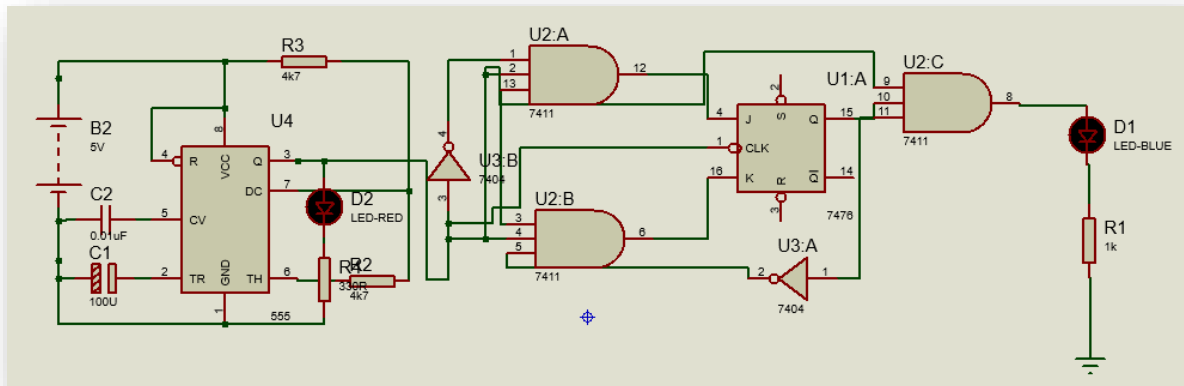 R3
4k7
B2
5V
C2
0.01uF
C1
100U
U4
8
VCC
4
R
Q
3
DC
7
5
CV
2
TR
GND
TH
6
1
555
D2
LED-RED
R2
4k7
330R
4
U3:B
7404
3
U2:A
1
2
13
12
7411
U2:B
3
4
5
6
7411
U1:A
2
S
4
J
Q
15
1
CLK
16
K
Q
14
R
3
7476
U3:A
2
1
7404
U2:C
9
10
11
8
7411
D1
LED-BLUE
R1
1k